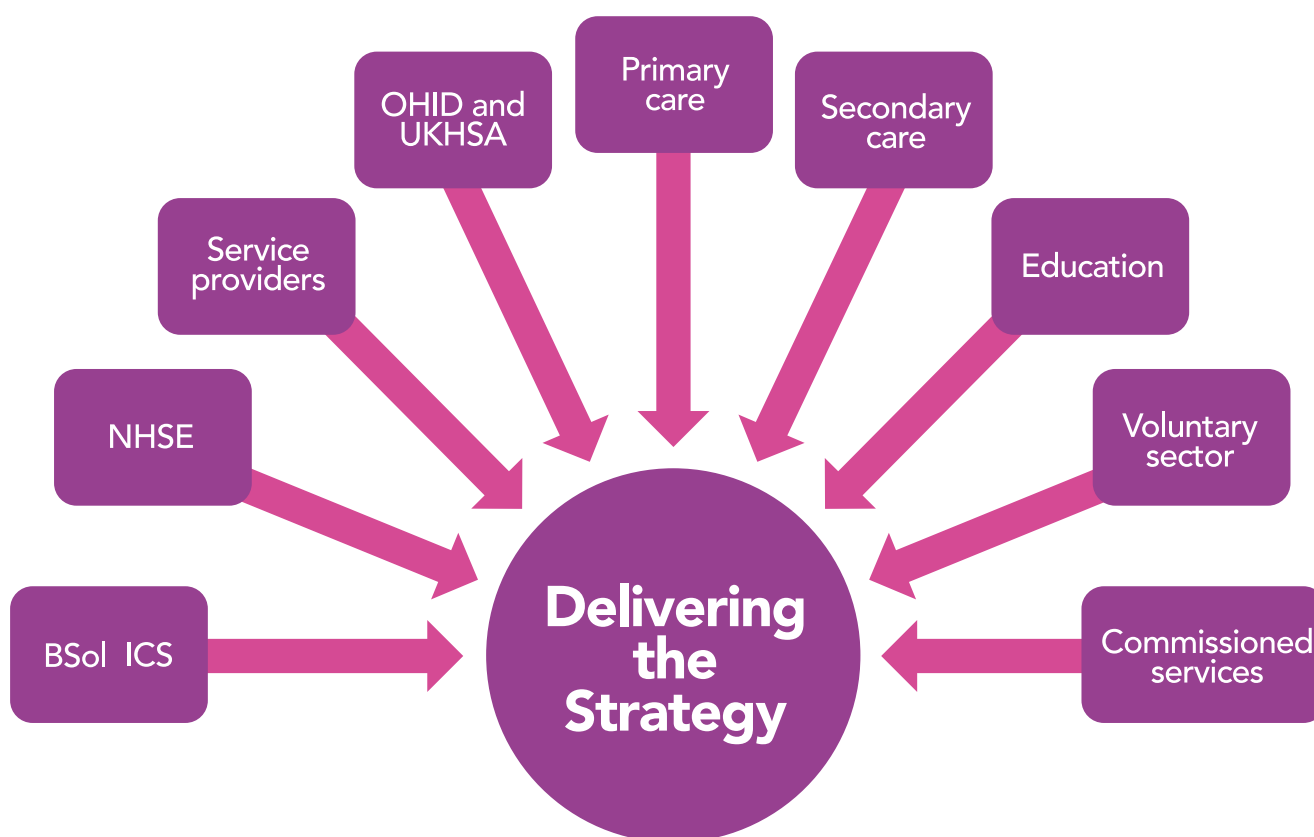 Primary
care
OHID and
UKHSA
Secondary
care
Service
providers
Education
NHSE
Voluntary
sector
BSol ICS
Commissioned
services
Delivering
the
Strategy